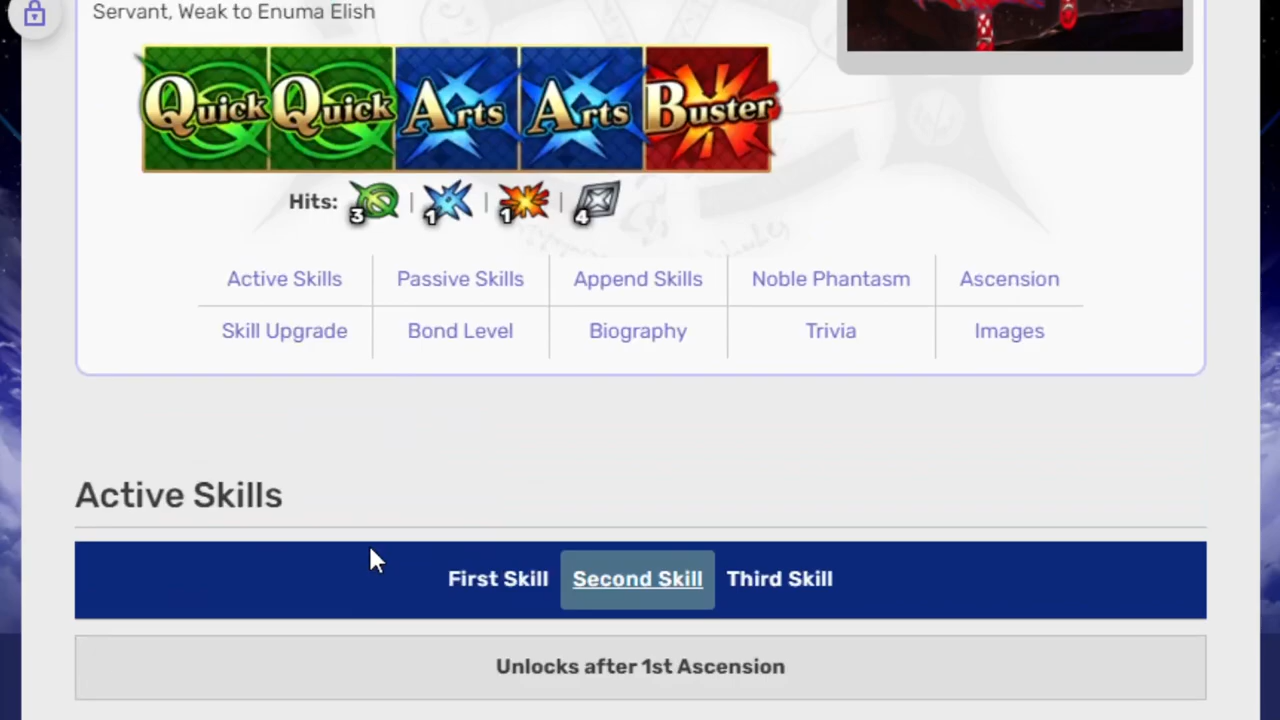 Servant, Weak to Enuma Elish
Quick Quick Arts Arts Buster
Hits: 3 | 1 | 1 | 4
Active Skills Passive Skills Append Skills Noble Phantasm Ascension
Skill Upgrade Bond Level Biography Trivia Images
Active Skills
First Skill Second Skill Third Skill
Unlocks after 1st Ascension